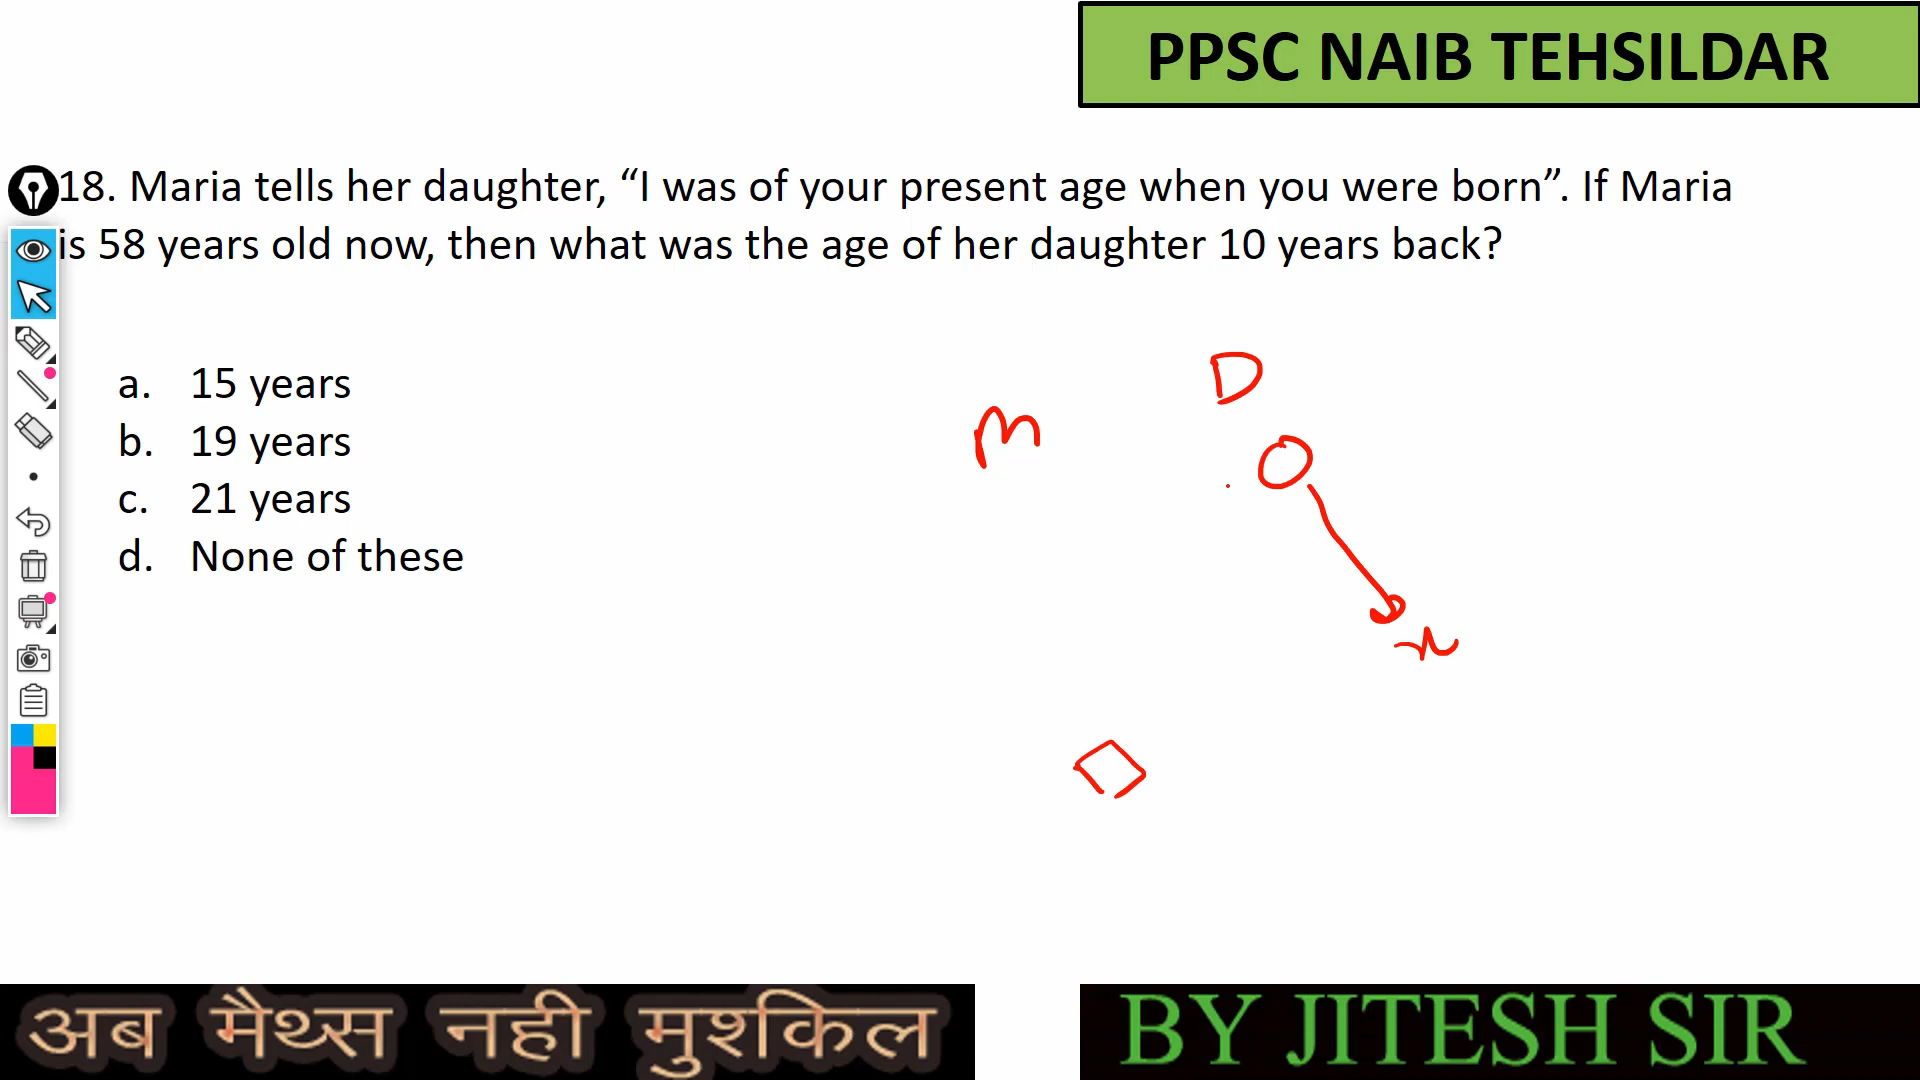 PPSC NAIB TEHSILDAR
18. Maria tells her daughter, “I was of your present age when you were born”. If Maria
is 58 years old now, then what was the age of her daughter 10 years back?
a. 15 years
b. 19 years
c. 21 years
d. None of these
D
M
0
x
अब मैथ्स नही मुश्किल
BY JITESH SIR